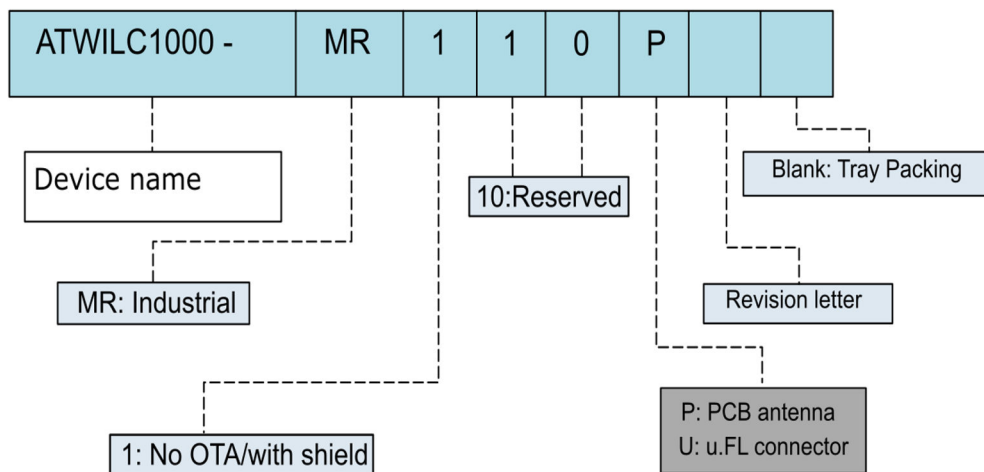 ATWILC1000 - MR 1 1 0 P
Device name
Blank: Tray Packing
10:Reserved
MR: Industrial
Revision letter
P: PCB antenna
U: u.FL connector
1: No OTA/with shield